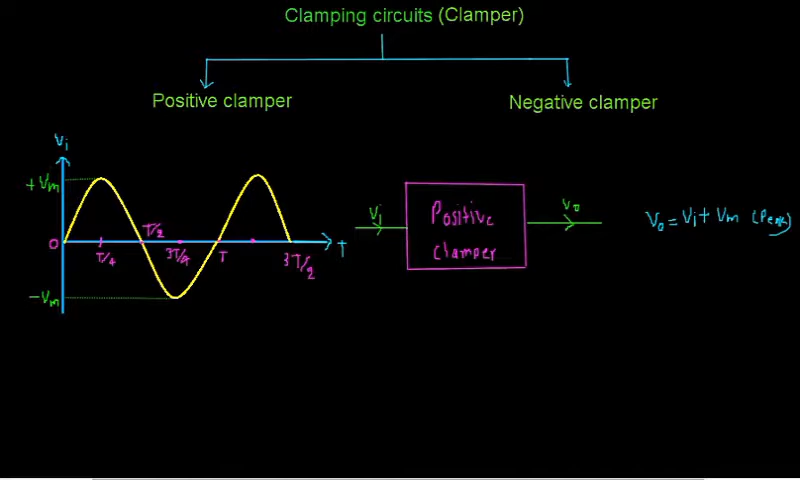 Clamping circuits (Clamper)
Positive clamper
Negative clamper
Vi
+Vm
0
T/4
T/2
3T/4
T
3T/2
T
-Vm
Vi
Positive
clamper
Vo
Vo = Vi + Vm (Peak)